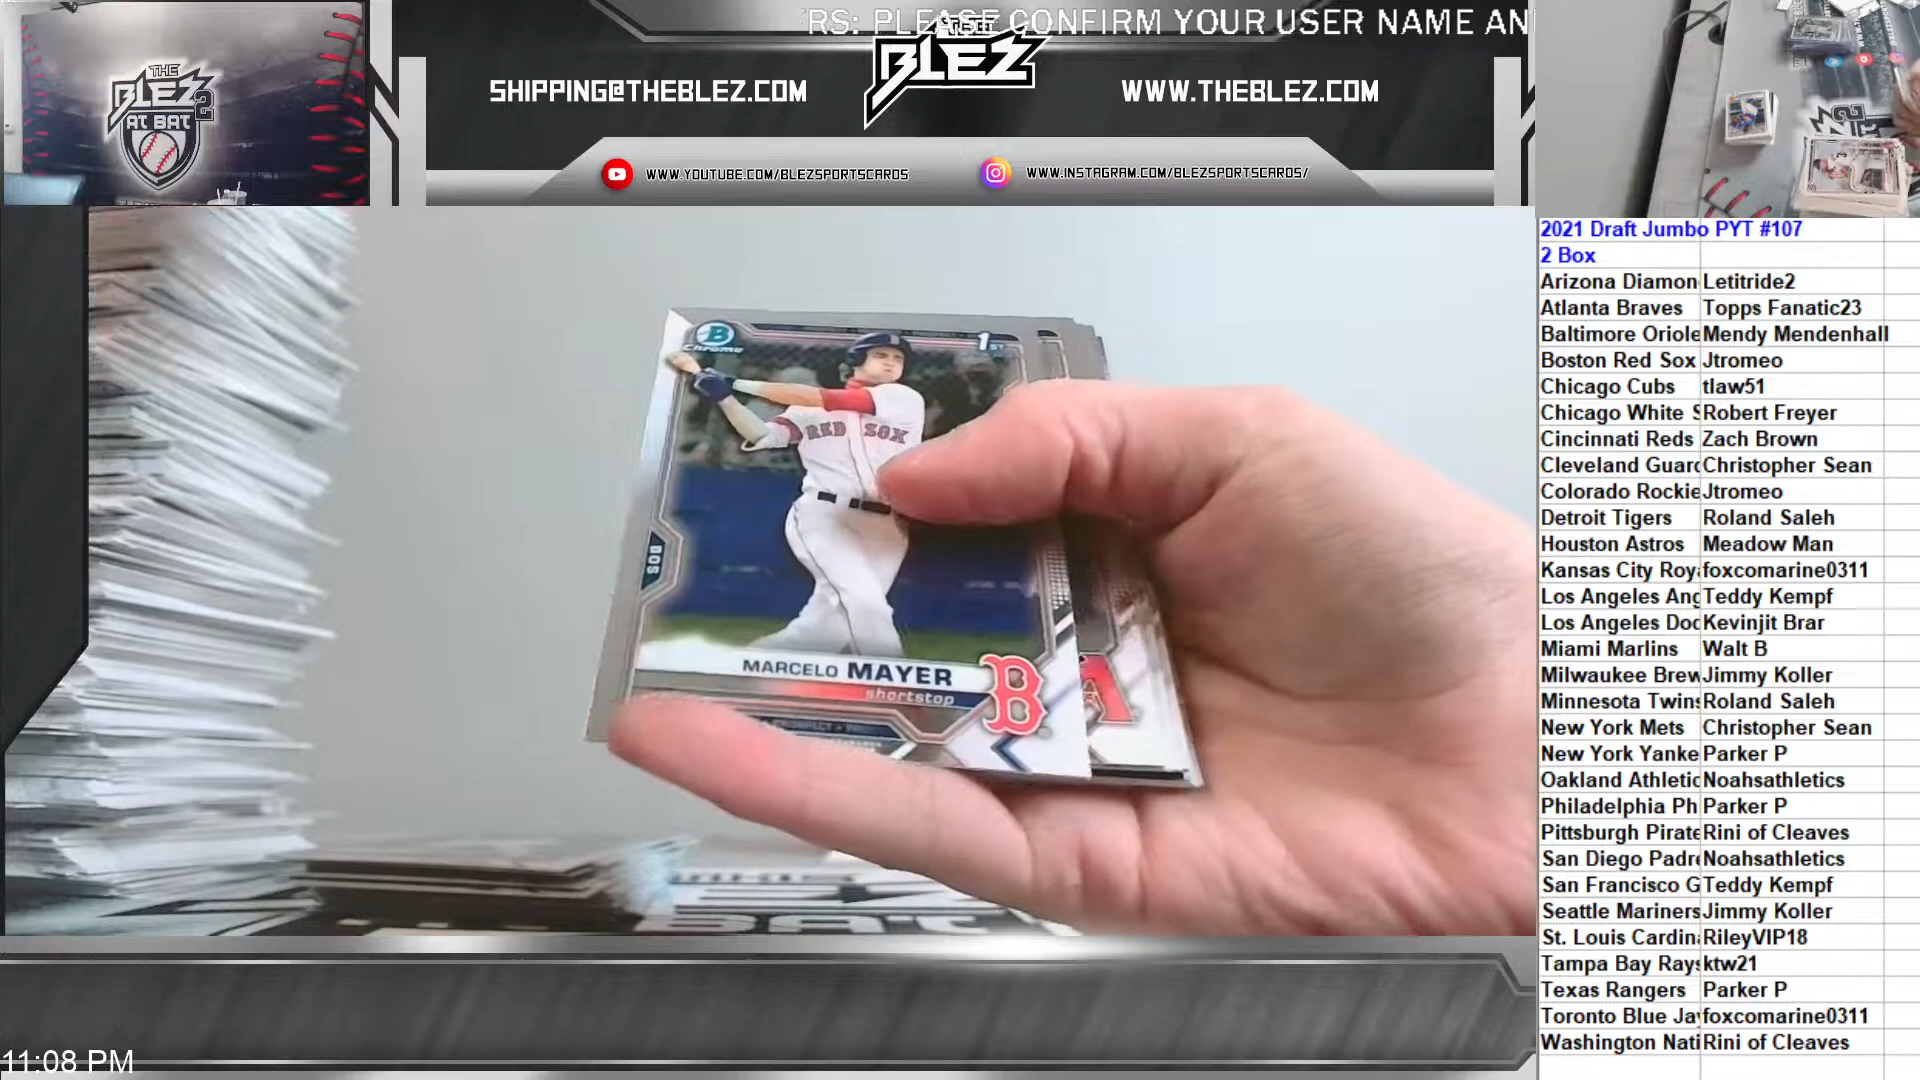 RS: PLEASE CONFIRM YOUR USER NAME AN
THE
BLEZ
SHIPPING@THEBLEZ.COM
WWW.THEBLEZ.COM
WWW.YOUTUBE.COM/BLEZSPORTSCARDS
WWW.INSTAGRAM.COM/BLEZSPORTSCARDS/
THE
BLEZ 2
AT BAT
B
Chrome
1ST
RED SOX
BOS
MARCELO MAYER
shortstop
B
A
BAT
2021 Draft Jumbo PYT #107
2 Box
Arizona Diamon Letitride2
Atlanta Braves Topps Fanatic23
Baltimore Oriole Mendy Mendenhall
Boston Red Sox Jtromeo
Chicago Cubs tlaw51
Chicago White S Robert Freyer
Cincinnati Reds Zach Brown
Cleveland Guard Christopher Sean
Colorado Rockie Jtromeo
Detroit Tigers Roland Saleh
Houston Astros Meadow Man
Kansas City Roya foxcomarine0311
Los Angeles Ang Teddy Kempf
Los Angeles Dod Kevinjit Brar
Miami Marlins Walt B
Milwaukee Brew Jimmy Koller
Minnesota Twins Roland Saleh
New York Mets Christopher Sean
New York Yanke Parker P
Oakland Athletic Noahsathletics
Philadelphia Ph Parker P
Pittsburgh Pirate Rini of Cleaves
San Diego Padre Noahsathletics
San Francisco G Teddy Kempf
Seattle Mariners Jimmy Koller
St. Louis Cardina RileyVIP18
Tampa Bay Rays ktw21
Texas Rangers Parker P
Toronto Blue Jay foxcomarine0311
Washington Nati Rini of Cleaves
11:08 PM